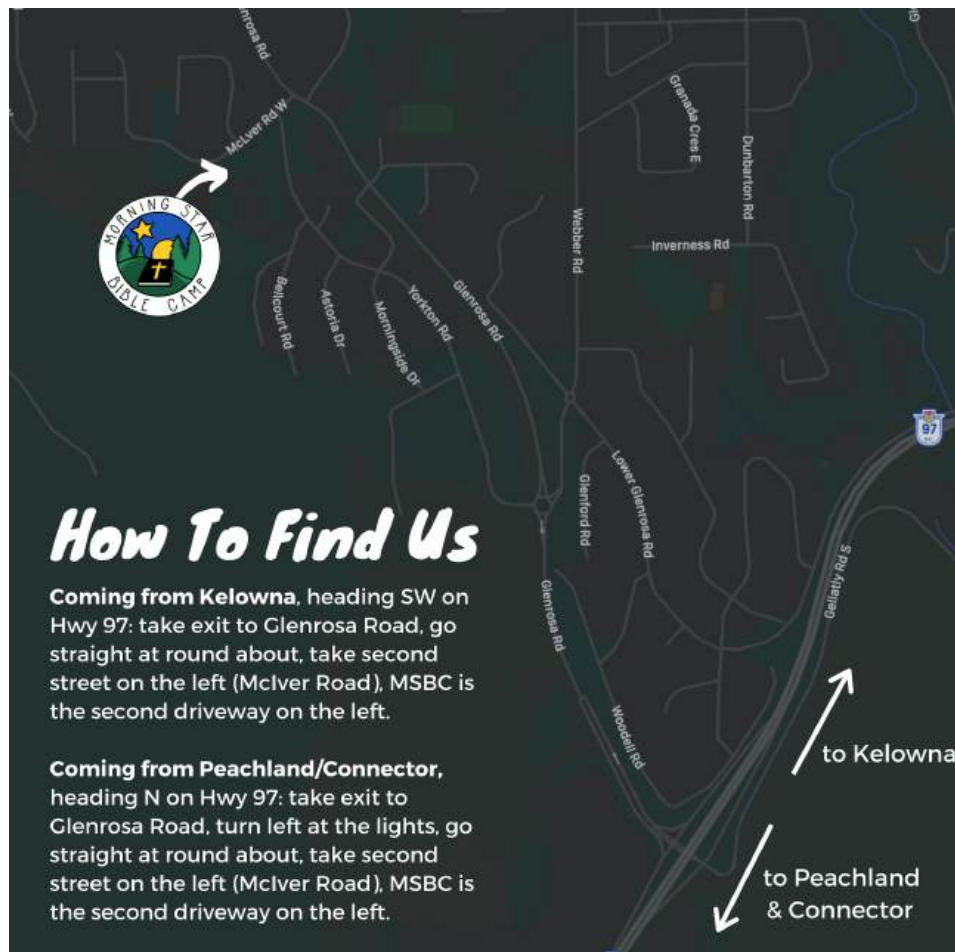 nrosa Rd
McLver Rd W
MORNING STAR
BIBLE CAMP
Granada Cres E
Dunbarton Rd
Webber Rd
Inverness Rd
Bellcourt Rd
Astoria Dr
Morningside Dr
Yorkton Rd
Glenrosa Rd
97
Glenford Rd
Lower Glenrosa Rd
Gellatly Rd S
Glenrosa Rd
Woodell Rd
How To Find Us
Coming from Kelowna, heading SW on
Hwy 97: take exit to Glenrosa Road, go
straight at round about, take second
street on the left (McIver Road), MSBC is
the second driveway on the left.
Coming from Peachland/Connector,
heading N on Hwy 97: take exit to
Glenrosa Road, turn left at the lights, go
straight at round about, take second
street on the left (McIver Road), MSBC is
the second driveway on the left.
to Kelowna
to Peachland
& Connector